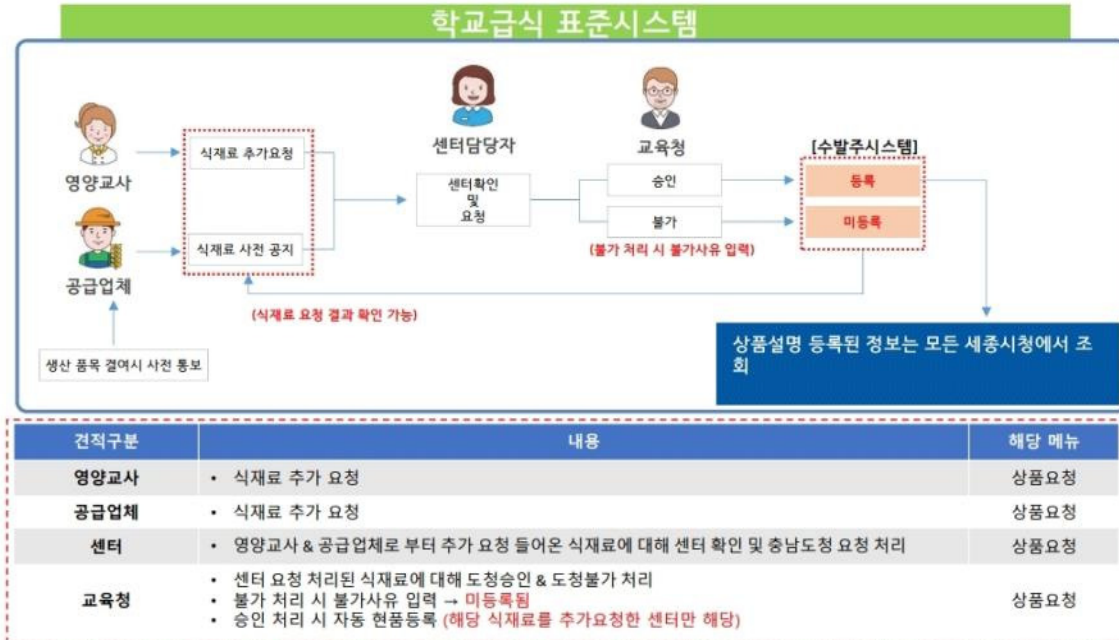 학교급식 표준시스템
영양교사
공급업체
생산 품목 결여시 사전 통보
식재료 추가요청
식재료 사전 공지
(식재료 요청 결과 확인 가능)
센터담당자
센터확인
및
요청
교육청
승인
불가
(불가 처리 시 불가사유 입력)
[수발주시스템]
등록
미등록
상품설명 등록된 정보는 모든 세종시청에서 조
회
견적구분 내용 해당 메뉴
영양교사 • 식재료 추가 요청 상품요청
공급업체 • 식재료 추가 요청 상품요청
센터 • 영양교사 & 공급업체로 부터 추가 요청 들어온 식재료에 대해 센터 확인 및 충남도청 요청 처리 상품요청
교육청
• 센터 요청 처리된 식재료에 대해 도청승인 & 도청불가 처리
• 불가 처리 시 불가사유 입력 → 미등록됨
• 승인 처리 시 자동 현품등록 (해당 식재료를 추가요청한 센터만 해당)
상품요청